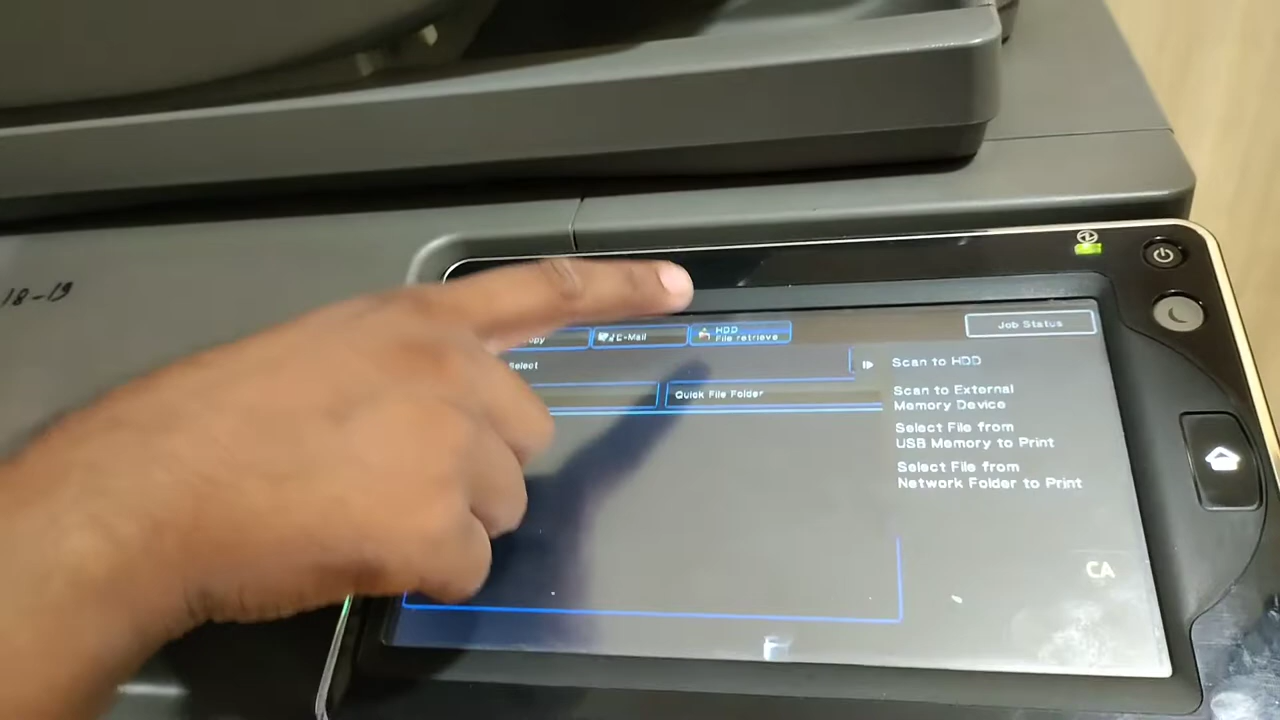 18-19
opy
E-Mail
HDD
File retrieve
Job Status
Select
Scan to HDD
Quick File Folder
Scan to External
Memory Device
Select File from
USB Memory to Print
Select File from
Network Folder to Print
CA